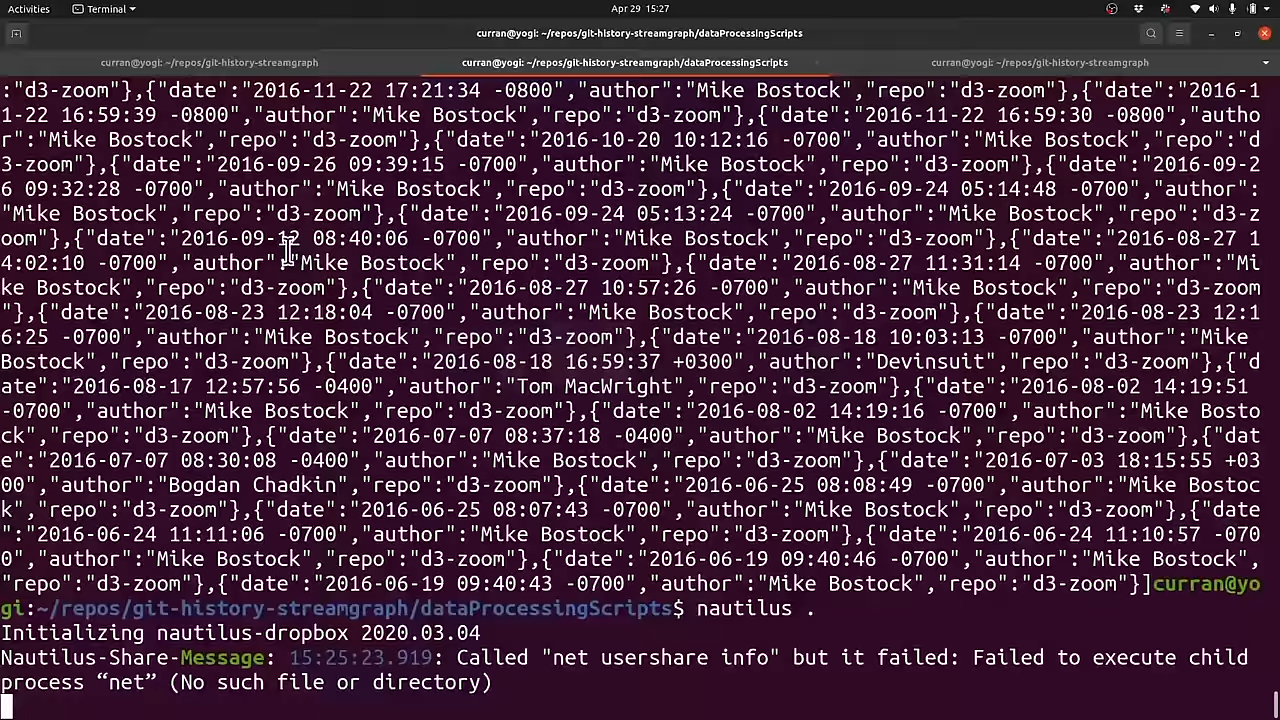 Activities Terminal Apr 29 15:27
curran@yogi: ~/repos/git-history-streamgraph/dataProcessingScripts
curran@yogi: ~/repos/git-history-streamgraph curran@yogi: ~/repos/git-history-streamgraph/dataProcessingScripts curran@yogi: ~/repos/git-history-streamgraph
:"d3-zoom"},{"date":"2016-11-22 17:21:34 -0800","author":"Mike Bostock","repo":"d3-zoom"},{"date":"2016-1
1-22 16:59:39 -0800","author":"Mike Bostock","repo":"d3-zoom"},{"date":"2016-11-22 16:59:30 -0800","autho
r":"Mike Bostock","repo":"d3-zoom"},{"date":"2016-10-20 10:12:16 -0700","author":"Mike Bostock","repo":"d
3-zoom"},{"date":"2016-09-26 09:39:15 -0700","author":"Mike Bostock","repo":"d3-zoom"},{"date":"2016-09-2
6 09:32:28 -0700","author":"Mike Bostock","repo":"d3-zoom"},{"date":"2016-09-24 05:14:48 -0700","author":
"Mike Bostock","repo":"d3-zoom"},{"date":"2016-09-24 05:13:24 -0700","author":"Mike Bostock","repo":"d3-z
oom"},{"date":"2016-09-12 08:40:06 -0700","author":"Mike Bostock","repo":"d3-zoom"},{"date":"2016-08-27 1
4:02:10 -0700","author":"Mike Bostock","repo":"d3-zoom"},{"date":"2016-08-27 11:31:14 -0700","author":"Mi
ke Bostock","repo":"d3-zoom"},{"date":"2016-08-27 10:57:26 -0700","author":"Mike Bostock","repo":"d3-zoom
"},{"date":"2016-08-23 12:18:04 -0700","author":"Mike Bostock","repo":"d3-zoom"},{"date":"2016-08-23 12:1
6:25 -0700","author":"Mike Bostock","repo":"d3-zoom"},{"date":"2016-08-18 10:03:13 -0700","author":"Mike
Bostock","repo":"d3-zoom"},{"date":"2016-08-18 16:59:37 +0300","author":"Devinsuit","repo":"d3-zoom"},{"d
ate":"2016-08-17 12:57:56 -0400","author":"Tom MacWright","repo":"d3-zoom"},{"date":"2016-08-02 14:19:51
-0700","author":"Mike Bostock","repo":"d3-zoom"},{"date":"2016-08-02 14:19:16 -0700","author":"Mike Bosto
ck","repo":"d3-zoom"},{"date":"2016-07-07 08:37:18 -0400","author":"Mike Bostock","repo":"d3-zoom"},{"dat
e":"2016-07-07 08:30:08 -0400","author":"Mike Bostock","repo":"d3-zoom"},{"date":"2016-07-03 18:15:55 +03
00","author":"Bogdan Chadkin","repo":"d3-zoom"},{"date":"2016-06-25 08:08:49 -0700","author":"Mike Bostoc
k","repo":"d3-zoom"},{"date":"2016-06-25 08:07:43 -0700","author":"Mike Bostock","repo":"d3-zoom"},{"date
":"2016-06-24 11:11:06 -0700","author":"Mike Bostock","repo":"d3-zoom"},{"date":"2016-06-24 11:10:57 -070
0","author":"Mike Bostock","repo":"d3-zoom"},{"date":"2016-06-19 09:40:46 -0700","author":"Mike Bostock",
"repo":"d3-zoom"},{"date":"2016-06-19 09:40:43 -0700","author":"Mike Bostock","repo":"d3-zoom"}]curran@yo
gi:~/repos/git-history-streamgraph/dataProcessingScripts$ nautilus .
Initializing nautilus-dropbox 2020.03.04
Nautilus-Share-Message: 15:25:23.919: Called "net usershare info" but it failed: Failed to execute child
process “net” (No such file or directory)